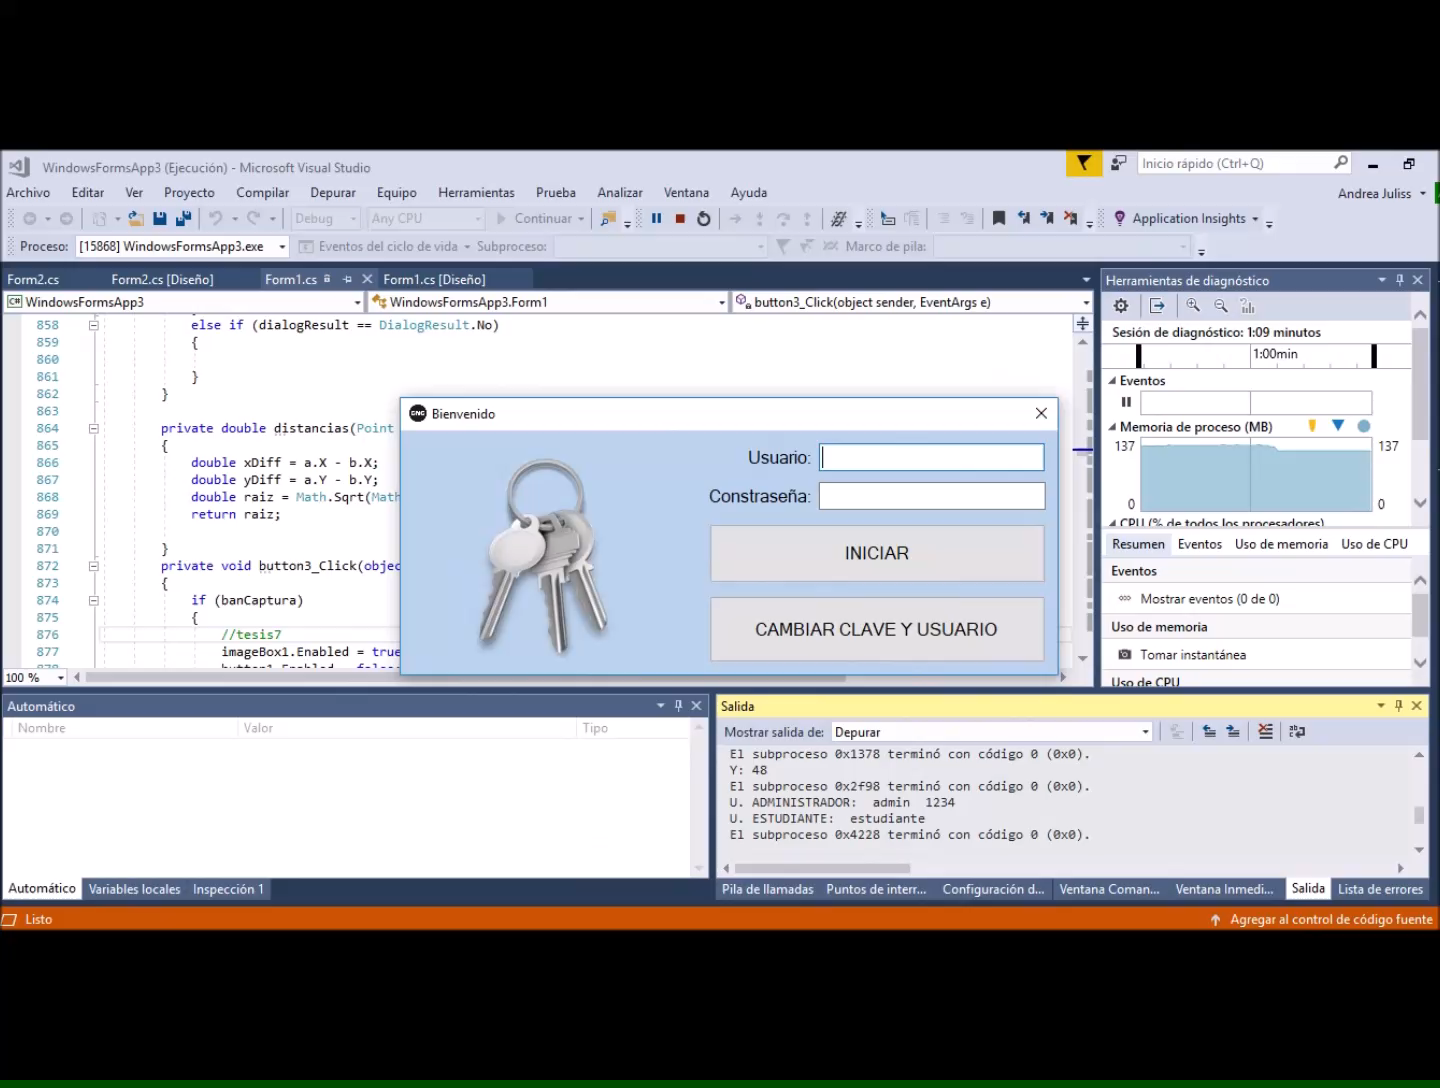 WindowsFormsApp3 (Ejecución) - Microsoft Visual Studio
Inicio rápido (Ctrl+Q)
Archivo Editar Ver Proyecto Compilar Depurar Equipo Herramientas Prueba Analizar Ventana Ayuda
Andrea Juliss
Debug Any CPU Continuar Application Insights
Proceso: [15868] WindowsFormsApp3.exe Eventos del ciclo de vida Subproceso: Marco de pila:
Form2.cs Form2.cs [Diseño] Form1.cs Form1.cs [Diseño]
WindowsFormsApp3 WindowsFormsApp3.Form1 button3_Click(object sender, EventArgs e)
858 else if (dialogResult == DialogResult.No)
859 {
860
861 }
862 }
863
864 private double distancias(Point
865 {
866 double xDiff = a.X - b.X;
867 double yDiff = a.Y - b.Y;
868 double raiz = Math.Sqrt(Math
869 return raiz;
870
871 }
872 private void button3_Click(objec
873 {
874 if (banCaptura)
875 {
876 //tesis7
877 imageBox1.Enabled = true
100 %
CNC Bienvenido
Usuario:
Constraseña:
INICIAR
CAMBIAR CLAVE Y USUARIO
Herramientas de diagnóstico
Sesión de diagnóstico: 1:09 minutos
1:00min
Eventos
Memoria de proceso (MB)
137 137
0 0
CPU (% de todos los procesadores)
Resumen Eventos Uso de memoria Uso de CPU
Eventos
Mostrar eventos (0 de 0)
Uso de memoria
Tomar instantánea
Uso de CPU
Automático
Nombre Valor Tipo
Automático Variables locales Inspección 1
Salida
Mostrar salida de: Depurar
El subproceso 0x1378 terminó con código 0 (0x0).
Y: 48
El subproceso 0x2f98 terminó con código 0 (0x0).
U. ADMINISTRADOR: admin 1234
U. ESTUDIANTE: estudiante
El subproceso 0x4228 terminó con código 0 (0x0).
Pila de llamadas Puntos de interr... Configuración d... Ventana Coman... Ventana Inmedi... Salida Lista de errores
Listo
Agregar al control de código fuente